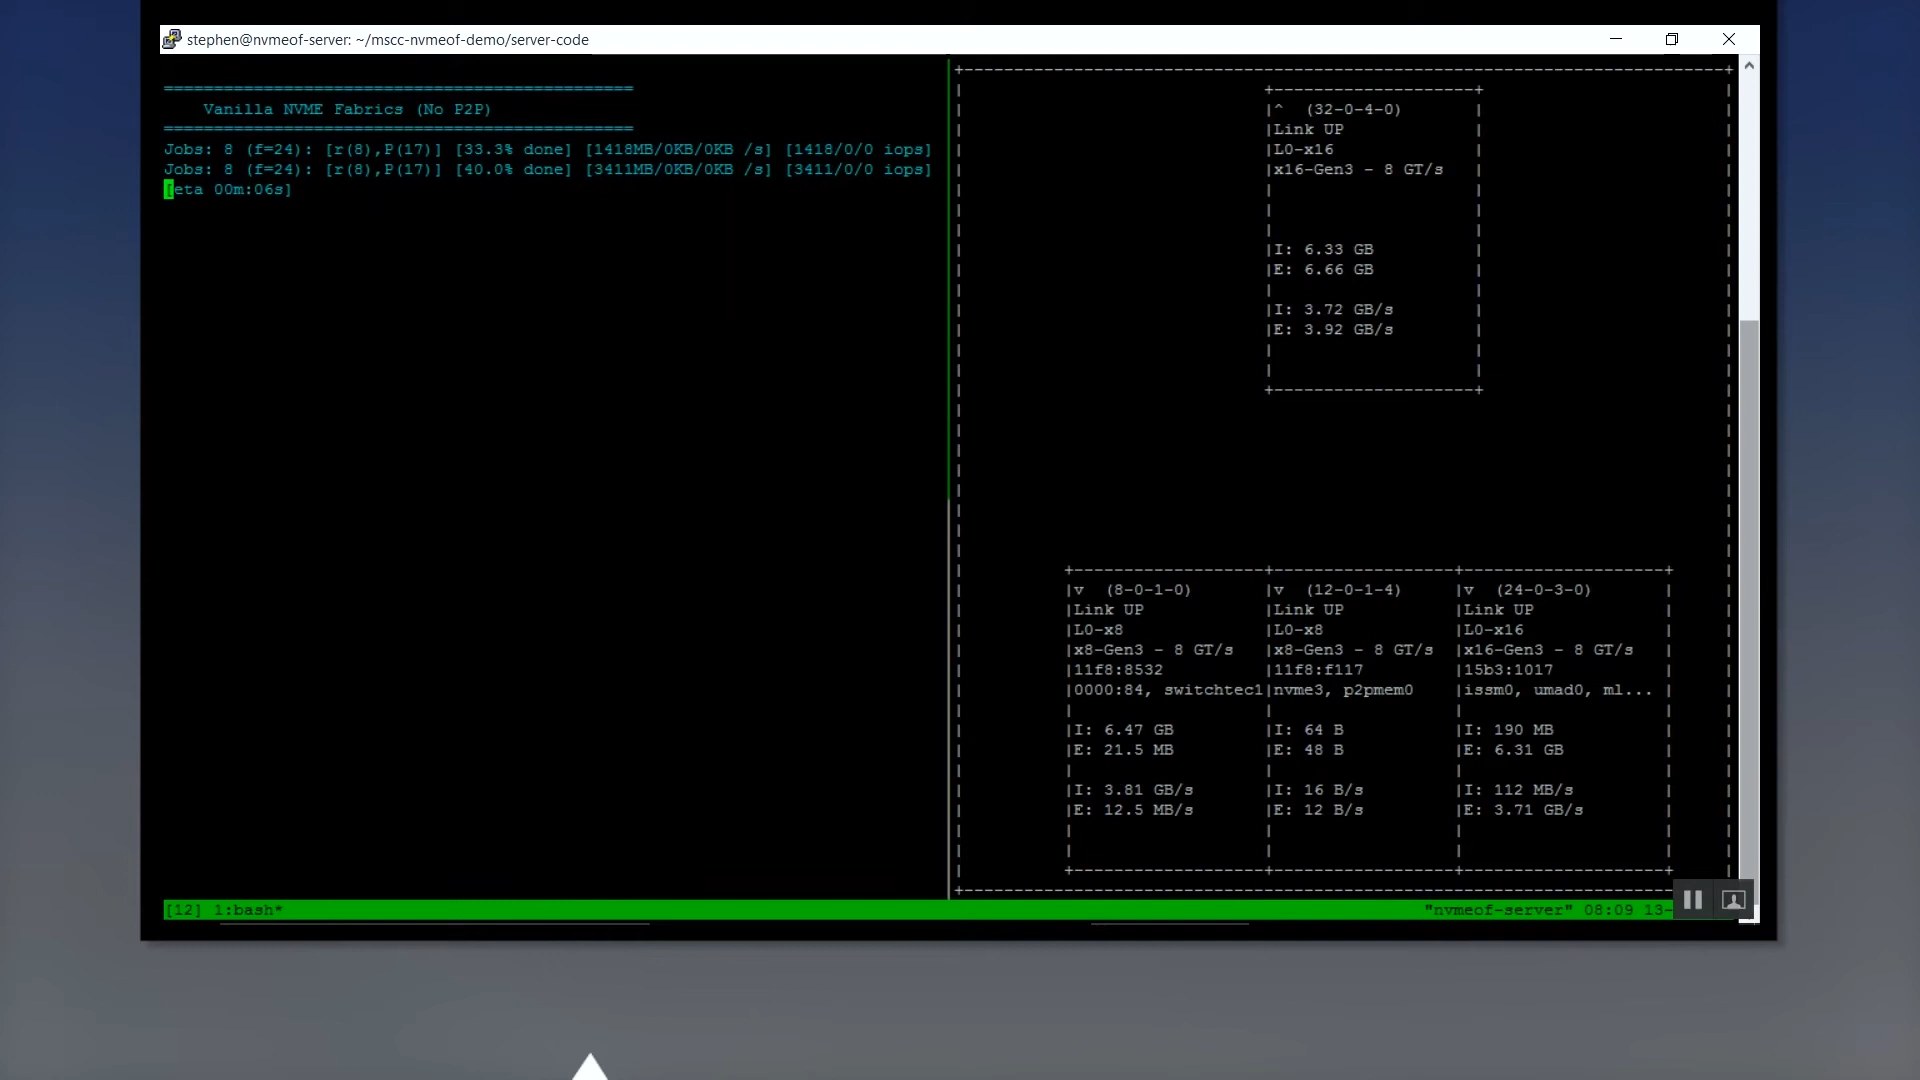 stephen@nvmeof-server: ~/mscc-nvmeof-demo/server-code
===============================================
Vanilla NVME Fabrics (No P2P)
===============================================
Jobs: 8 (f=24): [r(8),P(17)] [33.3% done] [1418MB/0KB/0KB /s] [1418/0/0 iops]
Jobs: 8 (f=24): [r(8),P(17)] [40.0% done] [3411MB/0KB/0KB /s] [3411/0/0 iops]
[eta 00m:06s]
^ (32-0-4-0)
Link UP
L0-x16
x16-Gen3 - 8 GT/s
I: 6.33 GB
E: 6.66 GB
I: 3.72 GB/s
E: 3.92 GB/s
v (8-0-1-0)
Link UP
L0-x8
x8-Gen3 - 8 GT/s
11f8:8532
0000:84, switchtec1
I: 6.47 GB
E: 21.5 MB
I: 3.81 GB/s
E: 12.5 MB/s
v (12-0-1-4)
Link UP
L0-x8
x8-Gen3 - 8 GT/s
11f8:f117
nvme3, p2pmem0
I: 64 B
E: 48 B
I: 16 B/s
E: 12 B/s
v (24-0-3-0)
Link UP
L0-x16
x16-Gen3 - 8 GT/s
15b3:1017
issm0, umad0, ml...
I: 190 MB
E: 6.31 GB
I: 112 MB/s
E: 3.71 GB/s
[12] 1:bash*
"nvmeof-server" 08:09 13-